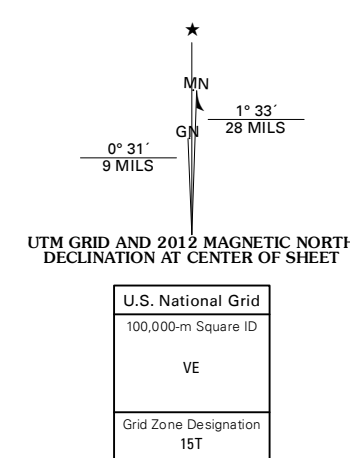 ★
MN
GN
1° 33´
28 MILS
0° 31´
9 MILS
UTM GRID AND 2012 MAGNETIC NORTH
DECLINATION AT CENTER OF SHEET
U.S. National Grid
100,000-m Square ID
VE
Grid Zone Designation
15T